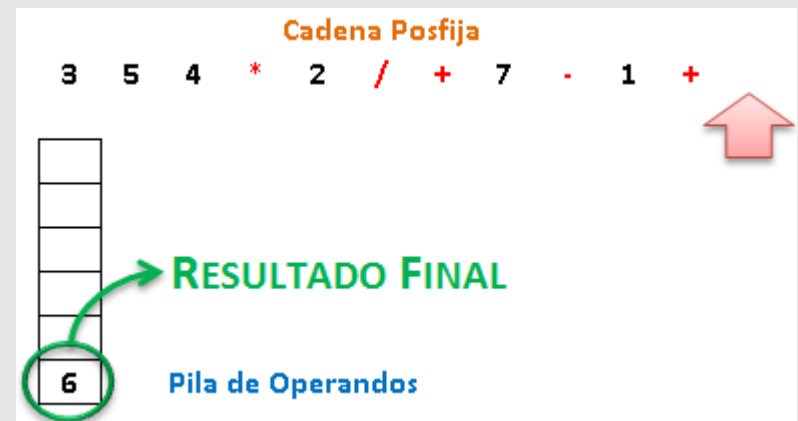 Cadena Posfija
3 5 4 * 2 / + 7 - 1 +
RESULTADO FINAL
6 Pila de Operandos